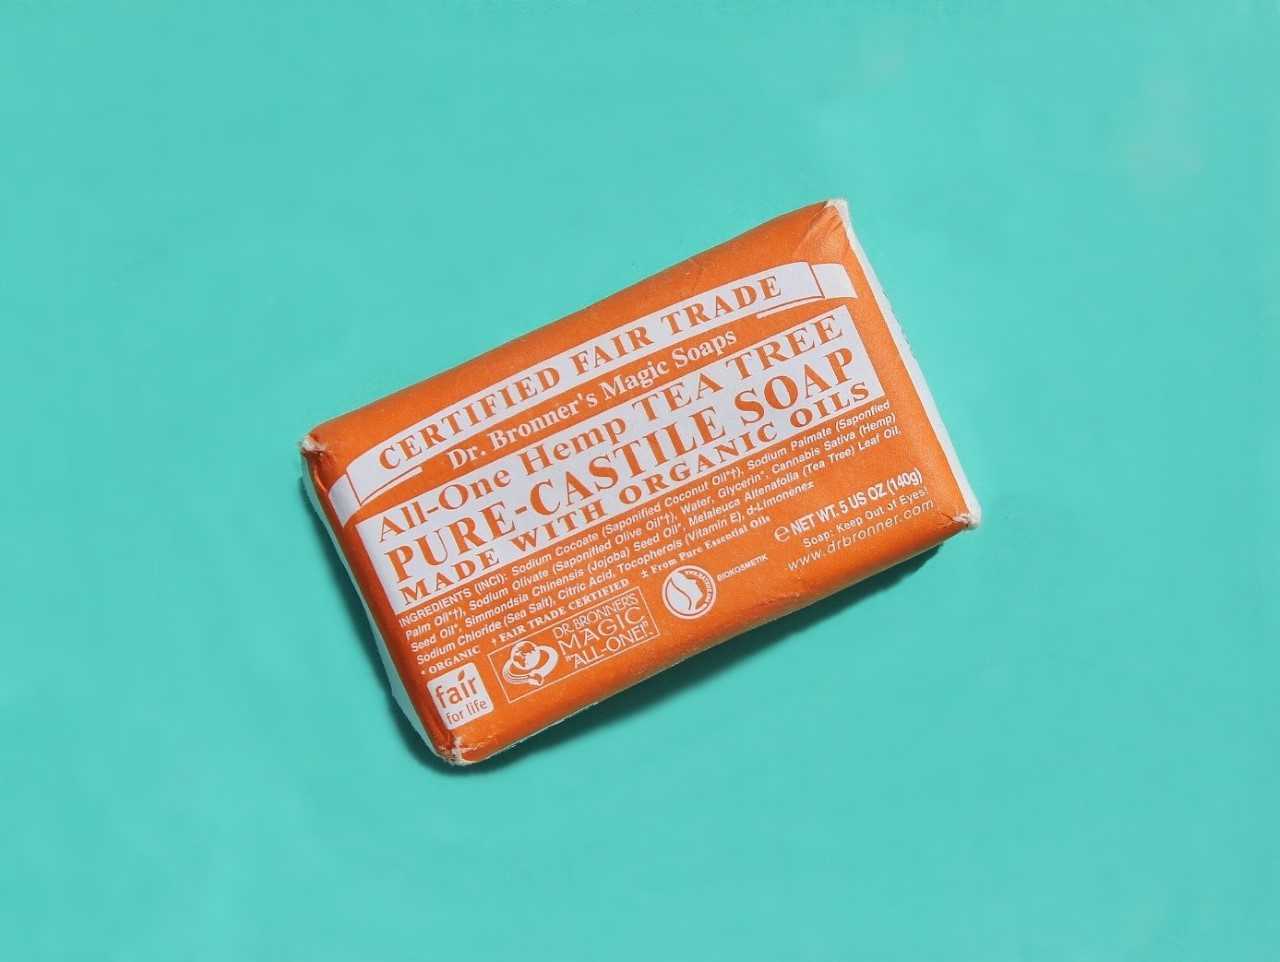 CERTIFIED FAIR TRADE
Dr. Bronner's Magic Soaps
All-One Hemp TEA TREE
PURE-CASTILE SOAP
MADE WITH ORGANIC OILS
INGREDIENTS (INCI): Sodium Cocoate (Saponified Coconut Oil*†), Sodium Palmate (Saponified
Palm Oil*†), Sodium Olivate (Saponified Olive Oil*†), Water, Glycerin*, Cannabis Sativa (Hemp)
Seed Oil*, Simmondsia Chinensis (Jojoba) Seed Oil*, Melaleuca Alternifolia (Tea Tree) Leaf Oil,
Sodium Chloride (Sea Salt), Citric Acid, Tocopherols (Vitamin E), d-Limonene‡
* ORGANIC † FAIR TRADE CERTIFIED ‡ From Pure Essential Oils
℮ NET WT. 5 US OZ (140g)
Soap: Keep Out of Eyes!
www.drbronner.com
fair
for life
DR. BRONNER'S
MAGIC
"ALL-ONE!"
BIOKOSMETIK